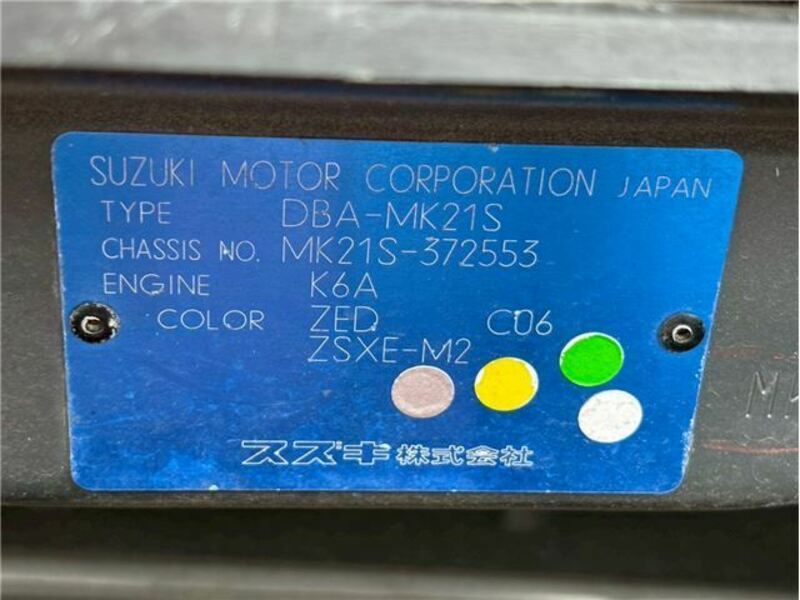 SUZUKI MOTOR CORPORATION JAPAN
TYPE DBA-MK21S
CHASSIS NO. MK21S-372553
ENGINE K6A
COLOR ZED C06
ZSXE-M2
スズキ株式会社